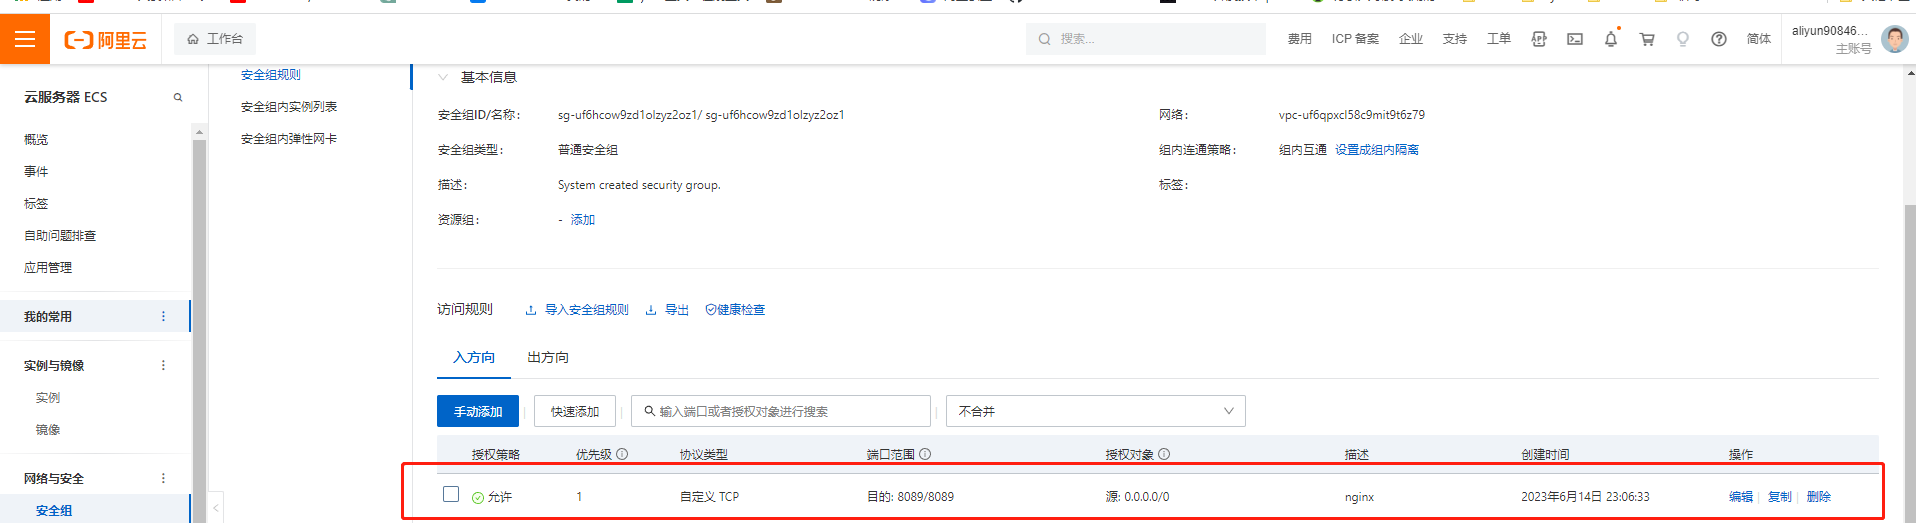 阿里云
工作台
搜索...
费用
ICP 备案
企业
支持
工单
APP
简体
aliyun90846...
主账号
云服务器 ECS
概览
事件
标签
自助问题排查
应用管理
我的常用
实例与镜像
实例
镜像
网络与安全
安全组
安全组规则
安全组内实例列表
安全组内弹性网卡
基本信息
安全组ID/名称: sg-uf6hcow9zd1olzyz2oz1/ sg-uf6hcow9zd1olzyz2oz1
网络: vpc-uf6qpxcl58c9mit9t6z79
安全组类型: 普通安全组
组内连通策略: 组内互通 设置成组内隔离
描述: System created security group.
标签:
资源组: - 添加
访问规则 导入安全组规则 导出 健康检查
入方向 出方向
手动添加 快速添加 输入端口或者授权对象进行搜索 不合并
授权策略 优先级 协议类型 端口范围 授权对象 描述 创建时间 操作
允许 1 自定义 TCP 目的: 8089/8089 源: 0.0.0.0/0 nginx 2023年6月14日 23:06:33 编辑 复制 删除